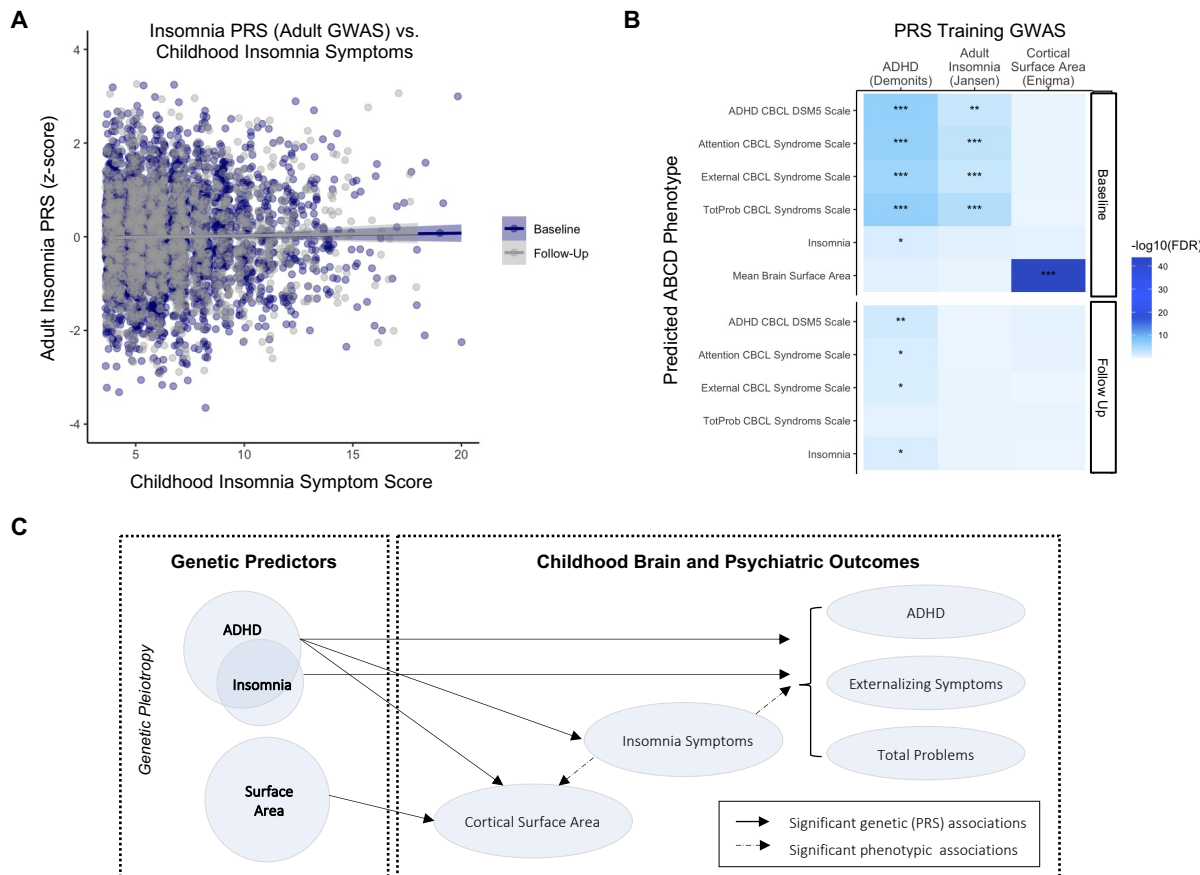 A
Insomnia PRS (Adult GWAS) vs.
Childhood Insomnia Symptoms
Adult Insomnia PRS (z-score)
4
2
0
-2
-4
5
10
15
20
Childhood Insomnia Symptom Score
Baseline
Follow-Up
B
PRS Training GWAS
ADHD
(Demonits)
Adult
Insomnia
(Jansen)
Cortical
Surface Area
(Enigma)
Predicted ABCD Phenotype
ADHD CBCL DSM5 Scale
*** **
Attention CBCL Syndrome Scale
*** ***
External CBCL Syndrome Scale
*** ***
TotProb CBCL Syndroms Scale
*** ***
Insomnia
*
Mean Brain Surface Area
***
Baseline
ADHD CBCL DSM5 Scale
**
Attention CBCL Syndrome Scale
*
External CBCL Syndrome Scale
*
TotProb CBCL Syndroms Scale
Insomnia
*
Follow Up
-log10(FDR)
40
30
20
10
C
Genetic Predictors
Genetic Pleiotropy
ADHD
Insomnia
Surface
Area
Childhood Brain and Psychiatric Outcomes
ADHD
Externalizing Symptoms
Insomnia Symptoms
Total Problems
Cortical Surface Area
Significant genetic (PRS) associations
Significant phenotypic associations